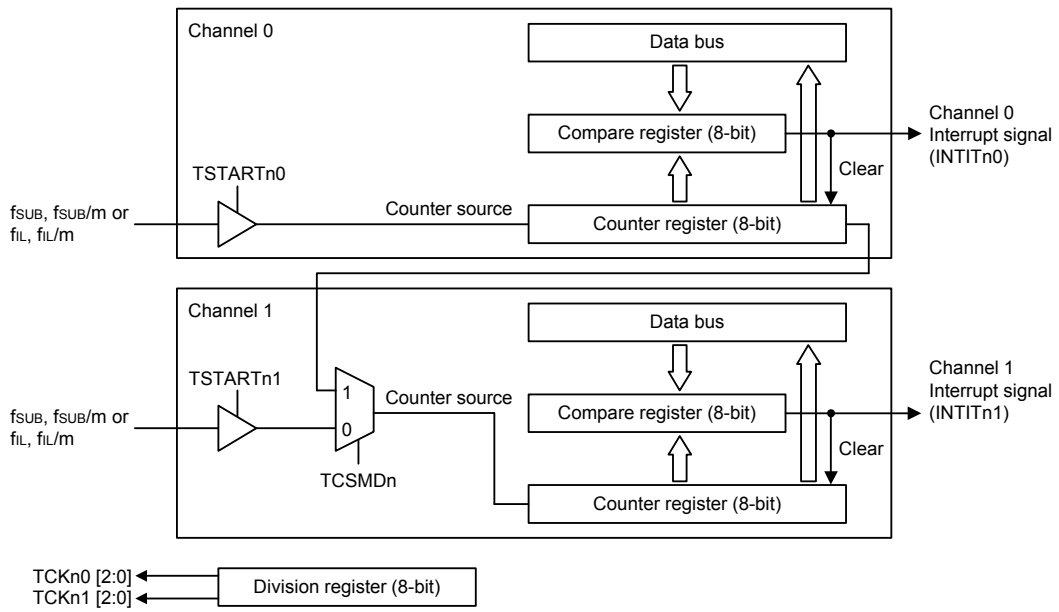 Channel 0
Data bus
Compare register (8-bit)
Channel 0
Interrupt signal
(INTITn0)
Clear
TSTARTn0
fSUB, fSUB/m or
fIL, fIL/m
Counter source
Counter register (8-bit)
Channel 1
Data bus
TSTARTn1
Channel 1
Interrupt signal
(INTITn1)
fSUB, fSUB/m or
fIL, fIL/m
1
0
Counter source
Compare register (8-bit)
Clear
TCSMDn
Counter register (8-bit)
TCKn0 [2:0]
TCKn1 [2:0]
Division register (8-bit)